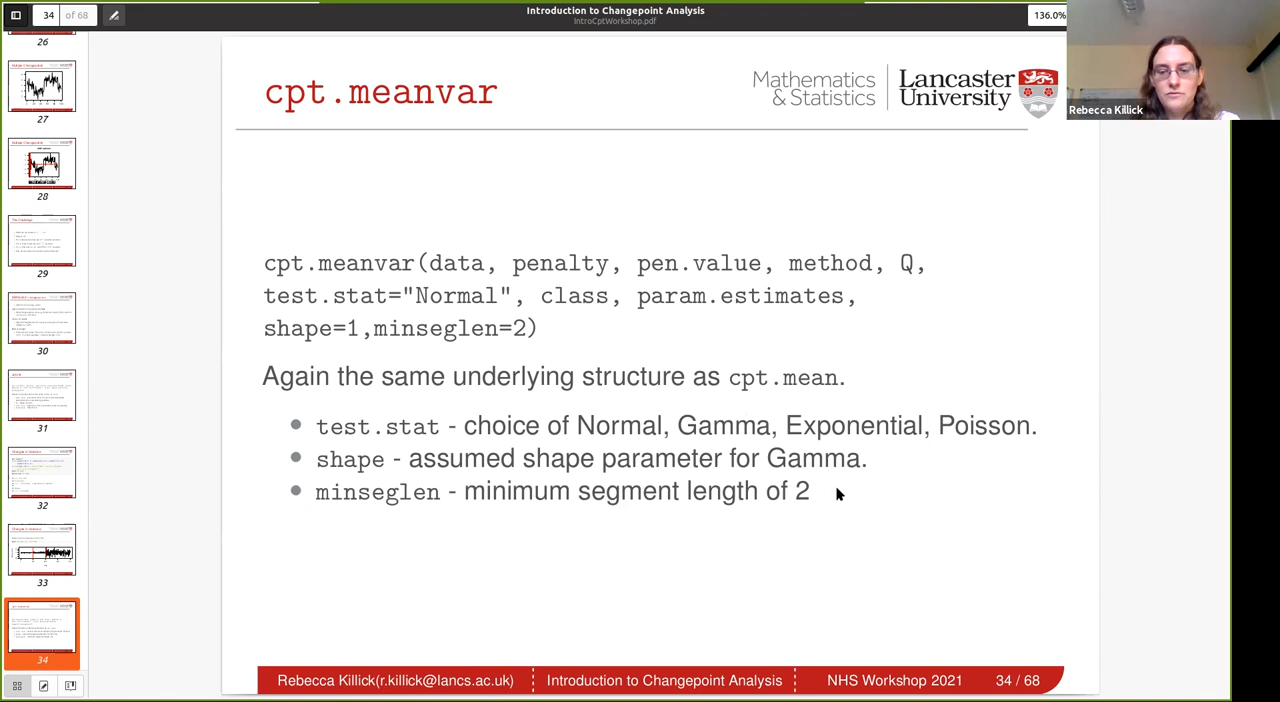 34 of 68
Introduction to Changepoint Analysis
IntroCptWorkshop.pdf
136.0%
Rebecca Killick
26
27
28
29
30
31
32
33
34
cpt.meanvar
Mathematics
& Statistics
Lancaster
University
cpt.meanvar(data, penalty, pen.value, method, Q,
test.stat="Normal", class, param.estimates,
shape=1,minseglen=2)
Again the same underlying structure as cpt.mean.
test.stat - choice of Normal, Gamma, Exponential, Poisson.
shape - assumed shape parameter for Gamma.
minseglen - minimum segment length of 2
Rebecca Killick(r.killick@lancs.ac.uk) Introduction to Changepoint Analysis NHS Workshop 2021 34 / 68